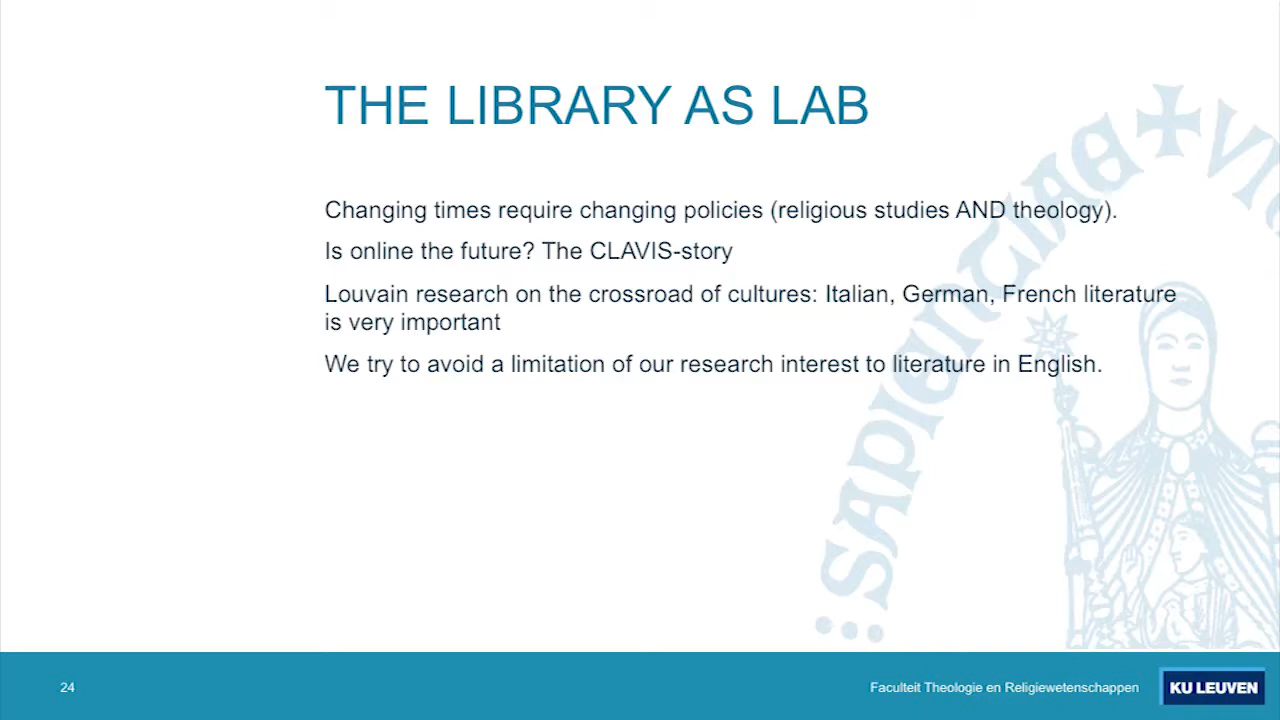 THE LIBRARY AS LAB
Changing times require changing policies (religious studies AND theology).
Is online the future? The CLAVIS-story
Louvain research on the crossroad of cultures: Italian, German, French literature
is very important
We try to avoid a limitation of our research interest to literature in English.
SAPIENTIAE
24
Faculteit Theologie en Religiewetenschappen
KU LEUVEN